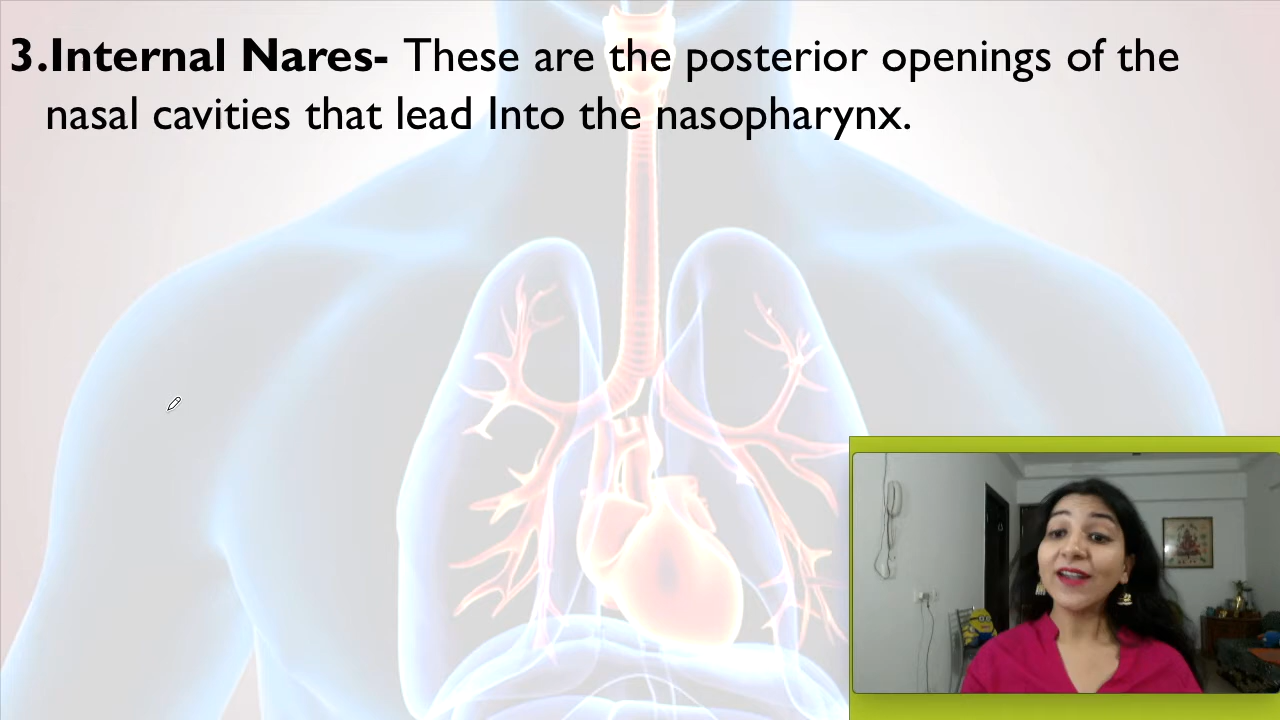 3.Internal Nares- These are the posterior openings of the
nasal cavities that lead Into the nasopharynx.